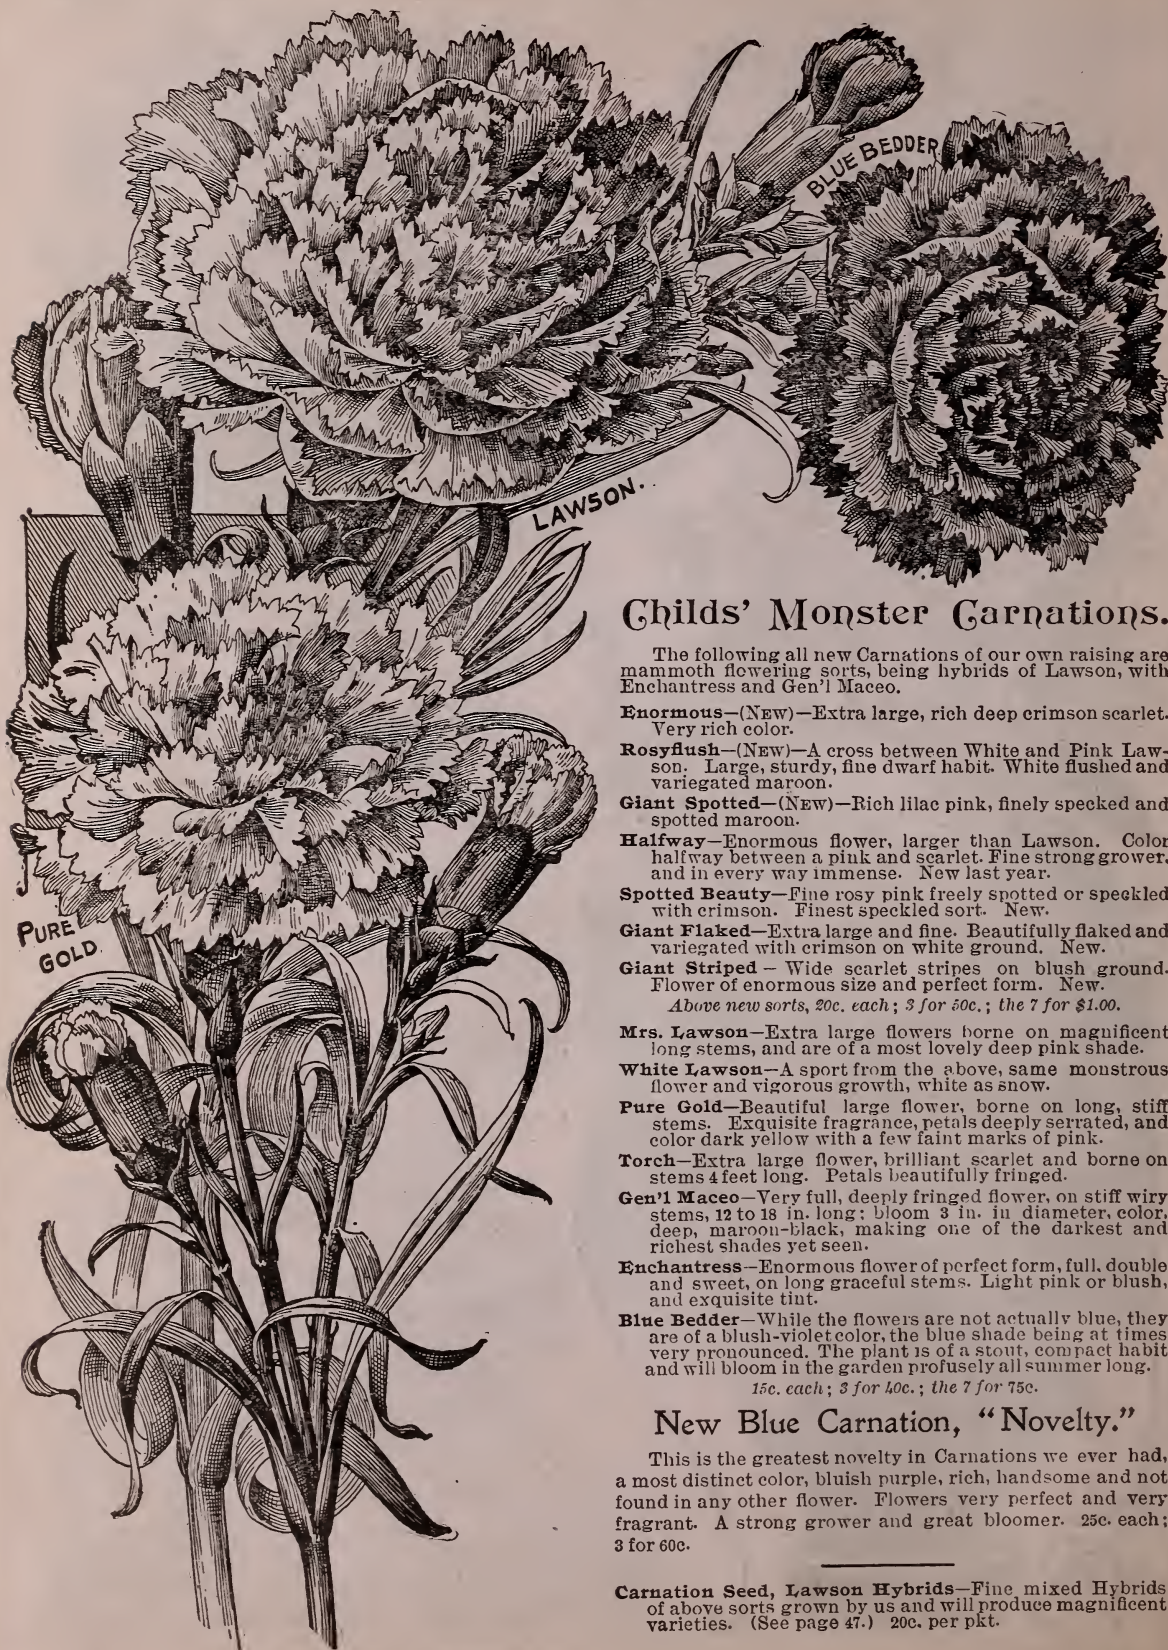 BLUE BEDDER
LAWSON.
PURE
GOLD.
Childs' Monster Carnations.
The following all new Carnations of our own raising are
mammoth flowering sorts, being hybrids of Lawson, with
Enchantress and Gen'l Maceo.
Enormous—(New)—Extra large, rich deep crimson scarlet.
Very rich color.
Rosyflush—(New)—A cross between White and Pink Law-
son. Large, sturdy, fine dwarf habit. White flushed and
variegated maroon.
Giant Spotted—(New)—Rich lilac pink, finely specked and
spotted maroon.
Halfway—Enormous flower, larger than Lawson. Color
halfway between a pink and scarlet. Fine strong grower,
and in every way immense. New last year.
Spotted Beauty—Fine rosy pink freely spotted or speckled
with crimson. Finest speckled sort. New.
Giant Flaked—Extra large and fine. Beautifully flaked and
variegated with crimson on white ground. New.
Giant Striped — Wide scarlet stripes on blush ground.
Flower of enormous size and perfect form. New.
Above new sorts, 20c. each; 3 for 50c.; the 7 for $1.00.
Mrs. Lawson—Extra large flowers borne on magnificent
long stems, and are of a most lovely deep pink shade.
White Lawson—A sport from the above, same monstrous
flower and vigorous growth, white as snow.
Pure Gold—Beautiful large flower, borne on long, stiff
stems. Exquisite fragrance, petals deeply serrated, and
color dark yellow with a few faint marks of pink.
Torch—Extra large flower, brilliant scarlet and borne on
stems 4 feet long. Petals beautifully fringed.
Gen'l Maceo—Very full, deeply fringed flower, on stiff wiry
stems, 12 to 18 in. long; bloom 3 in. in diameter, color,
deep, maroon-black, making one of the darkest and
richest shades yet seen.
Enchantress—Enormous flower of perfect form, full, double
and sweet, on long graceful stems. Light pink or blush,
and exquisite tint.
Blue Bedder—While the flowers are not actually blue, they
are of a blush-violet color, the blue shade being at times
very pronounced. The plant is of a stout, compact habit
and will bloom in the garden profusely all summer long.
15c. each; 3 for 40c.; the 7 for 75c.
New Blue Carnation, "Novelty."
This is the greatest novelty in Carnations we ever had,
a most distinct color, bluish purple, rich, handsome and not
found in any other flower. Flowers very perfect and very
fragrant. A strong grower and great bloomer. 25c. each;
3 for 60c.
Carnation Seed, Lawson Hybrids—Fine mixed Hybrids
of above sorts grown by us and will produce magnificent
varieties. (See page 47.) 20c. per pkt.